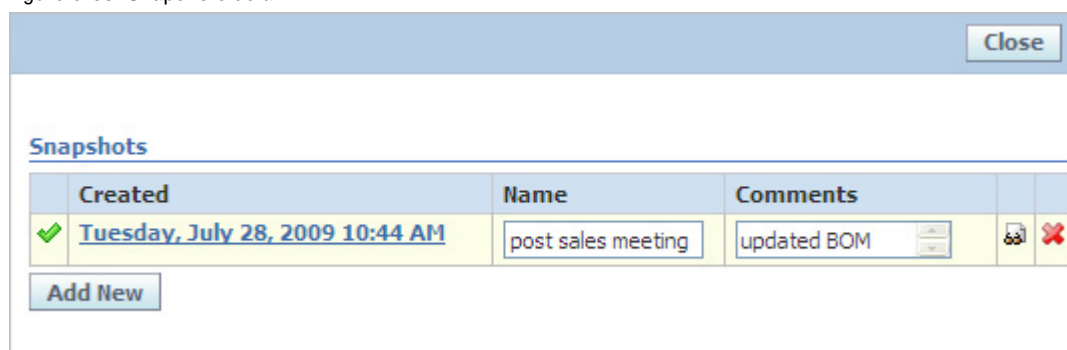 Close
Snapshots
Created Name Comments
Tuesday, July 28, 2009 10:44 AM post sales meeting updated BOM
Add New